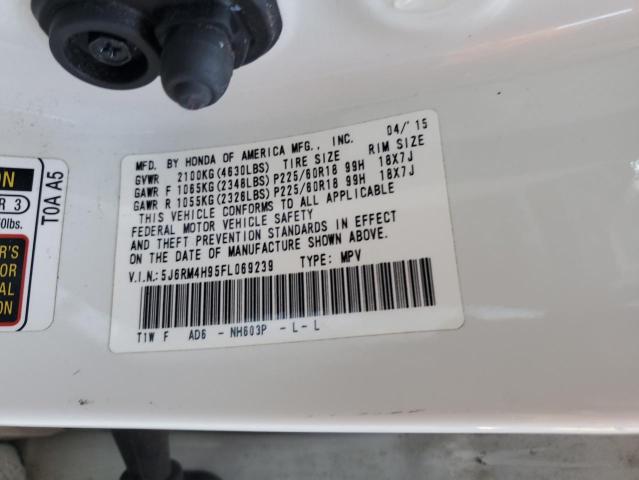 MFD. BY HONDA OF AMERICA MFG., INC. 04/'15
GVWR 2100KG(4630LBS) TIRE SIZE RIM SIZE
GAWR F 1065KG(2348LBS) P225/60R18 99H 18X7J
GAWR R 1055KG(2326LBS) P225/60R18 99H 18X7J
THIS VEHICLE CONFORMS TO ALL APPLICABLE
FEDERAL MOTOR VEHICLE SAFETY
AND THEFT PREVENTION STANDARDS IN EFFECT
ON THE DATE OF MANUFACTURE SHOWN ABOVE.
V.I.N.:5J6RM4H95FL069239 TYPE: MPV
T1W F AD6 - NH603P - L - L
T0A A5